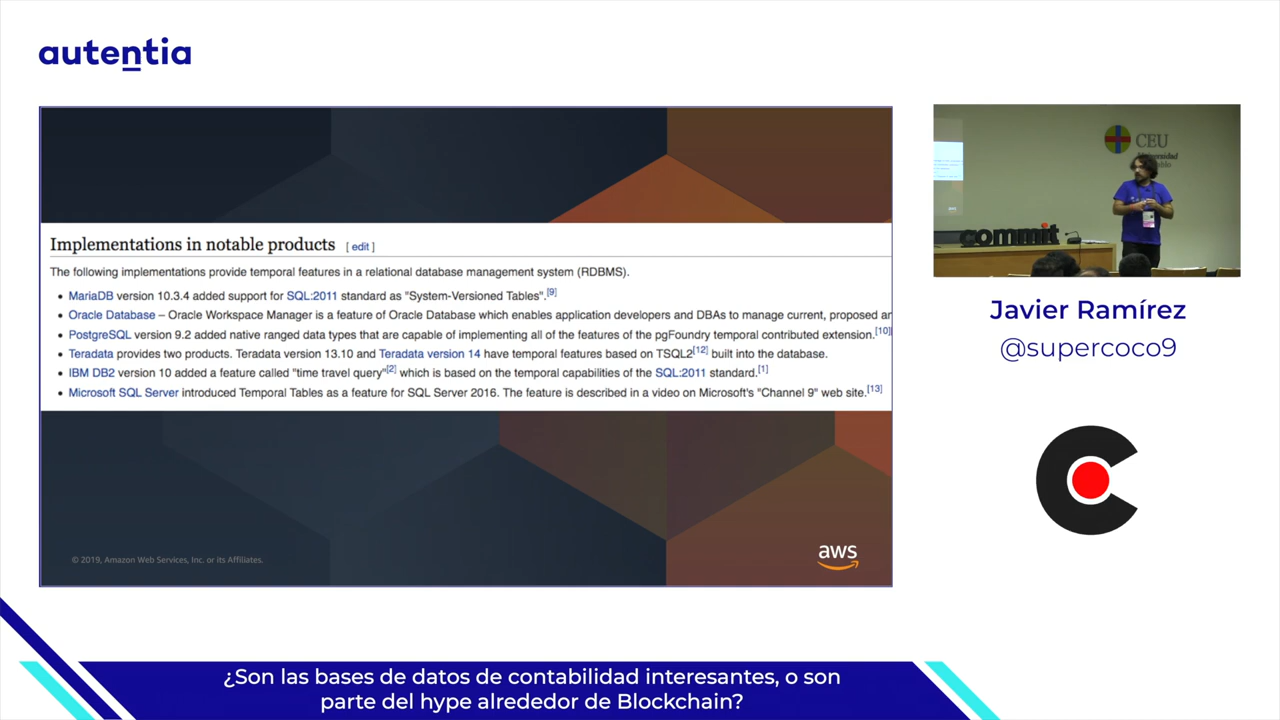 autentia
Implementations in notable products [ edit ]
The following implementations provide temporal features in a relational database management system (RDBMS).
• MariaDB version 10.3.4 added support for SQL:2011 standard as "System-Versioned Tables".[9]
• Oracle Database – Oracle Workspace Manager is a feature of Oracle Database which enables application developers and DBAs to manage current, proposed an
• PostgreSQL version 9.2 added native ranged data types that are capable of implementing all of the features of the pgFoundry temporal contributed extension.[10]
• Teradata provides two products. Teradata version 13.10 and Teradata version 14 have temporal features based on TSQL2[12] built into the database.
• IBM DB2 version 10 added a feature called "time travel query"[2] which is based on the temporal capabilities of the SQL:2011 standard.[1]
• Microsoft SQL Server introduced Temporal Tables as a feature for SQL Server 2016. The feature is described in a video on Microsoft's "Channel 9" web site.[13]
© 2019, Amazon Web Services, Inc. or its Affiliates.
aws
CEU
commit
Javier Ramírez
@supercoco9
¿Son las bases de datos de contabilidad interesantes, o son
parte del hype alrededor de Blockchain?